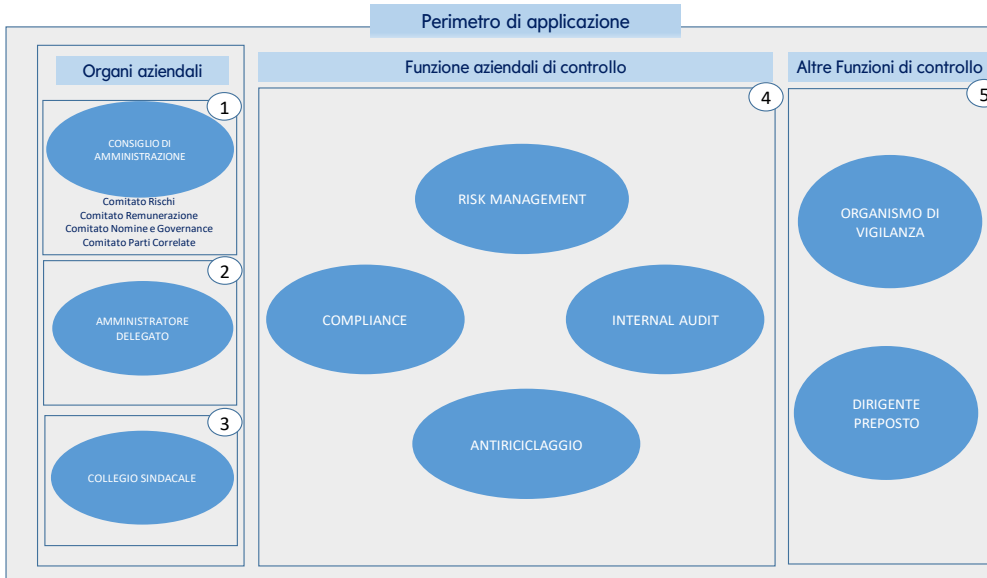 Perimetro di applicazione
Organi aziendali
1
CONSIGLIO DI
AMMINISTRAZIONE
Comitato Rischi
Comitato Remunerazione
Comitato Nomine e Governance
Comitato Parti Correlate
2
AMMINISTRATORE
DELEGATO
3
COLLEGIO SINDACALE
Funzione aziendali di controllo
4
RISK MANAGEMENT
COMPLIANCE
INTERNAL AUDIT
ANTIRICICLAGGIO
Altre Funzioni di controllo
5
ORGANISMO DI
VIGILANZA
DIRIGENTE
PREPOSTO